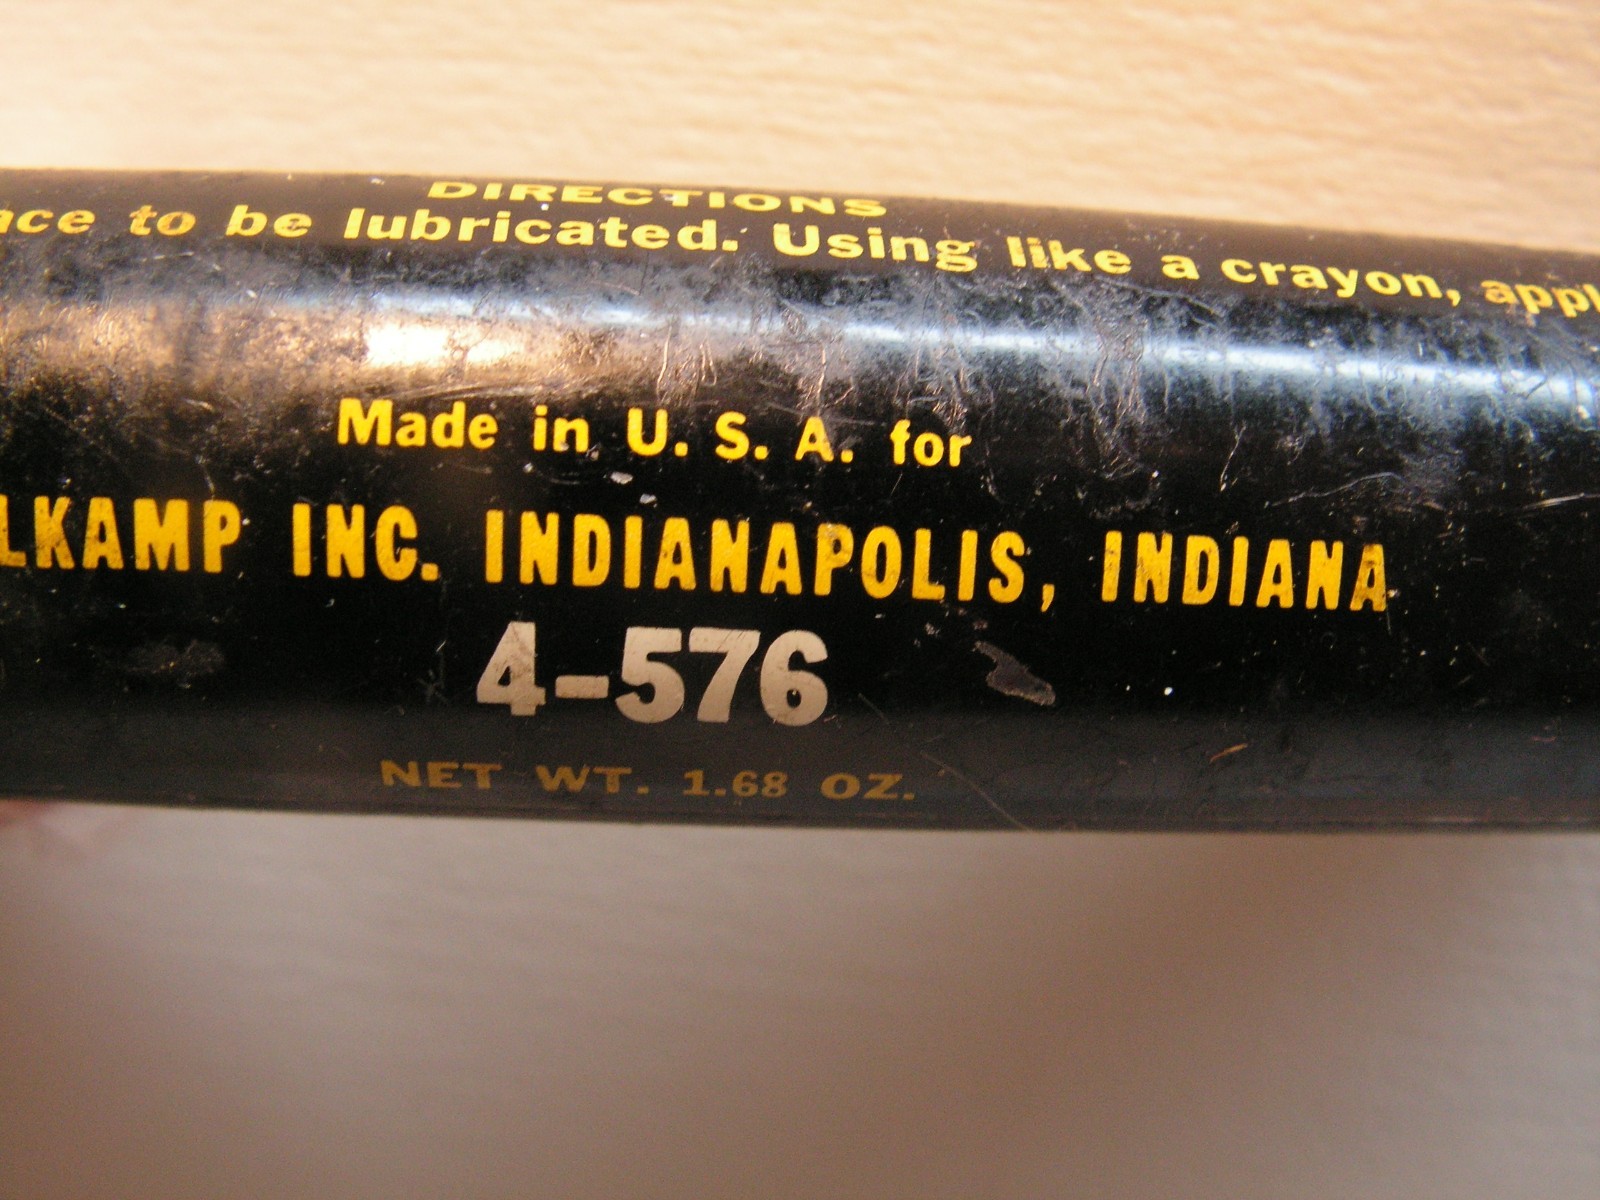 DIRECTIONS
ace to be lubricated. Using like a crayon, appl
Made in U. S. A. for
LKAMP INC. INDIANAPOLIS, INDIANA
4-576
NET WT. 1.68 OZ.